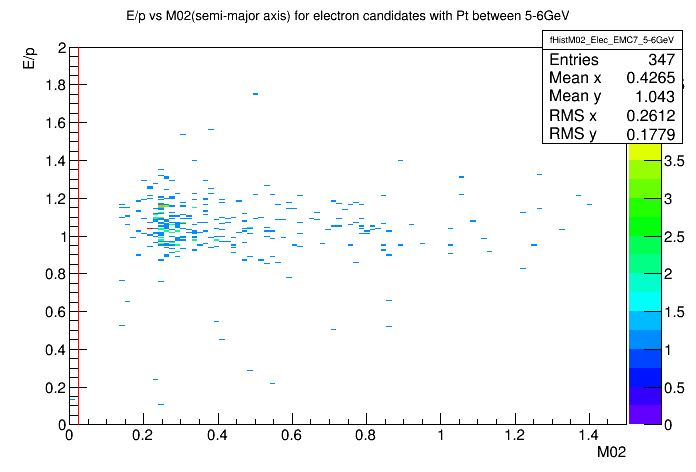 E/p vs M02(semi-major axis) for electron candidates with Pt between 5-6GeV
fHistM02_Elec_EMC7_5-6GeV
Entries 347
Mean x 0.4265
Mean y 1.043
RMS x 0.2612
RMS y 0.1779
E/p
2
1.8
1.6
1.4
1.2
1
0.8
0.6
0.4
0.2
0
0 0.2 0.4 0.6 0.8 1 1.2 1.4
M02
3.5
3
2.5
2
1.5
1
0.5
0